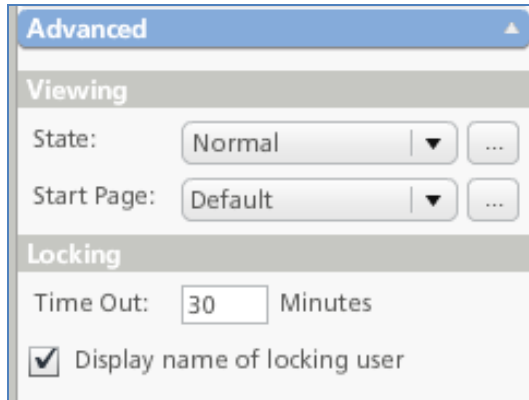 Advanced
Viewing
State: Normal ...
Start Page: Default ...
Locking
Time Out: 30 Minutes
Display name of locking user